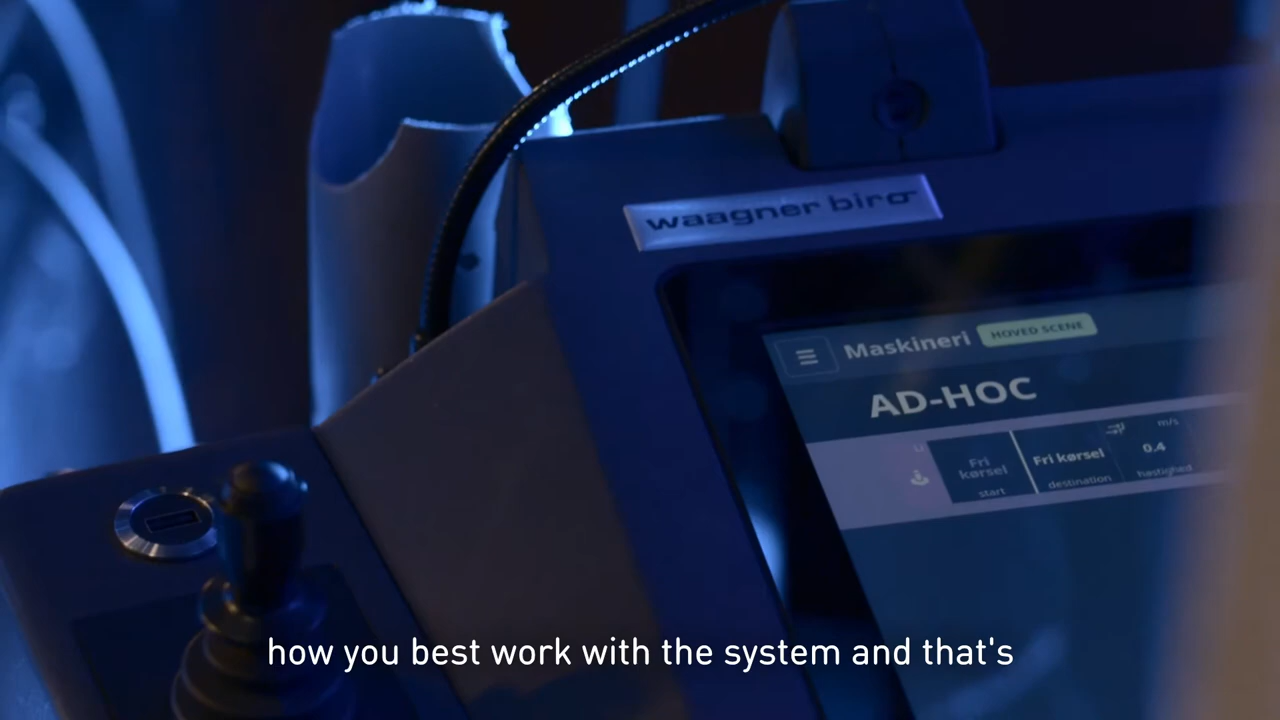 waagner biro
Maskineri HOVED SCENE
AD-HOC
Fri kørsel
start
Fri kørsel
destination
m/s
0.4
hastighed
how you best work with the system and that's